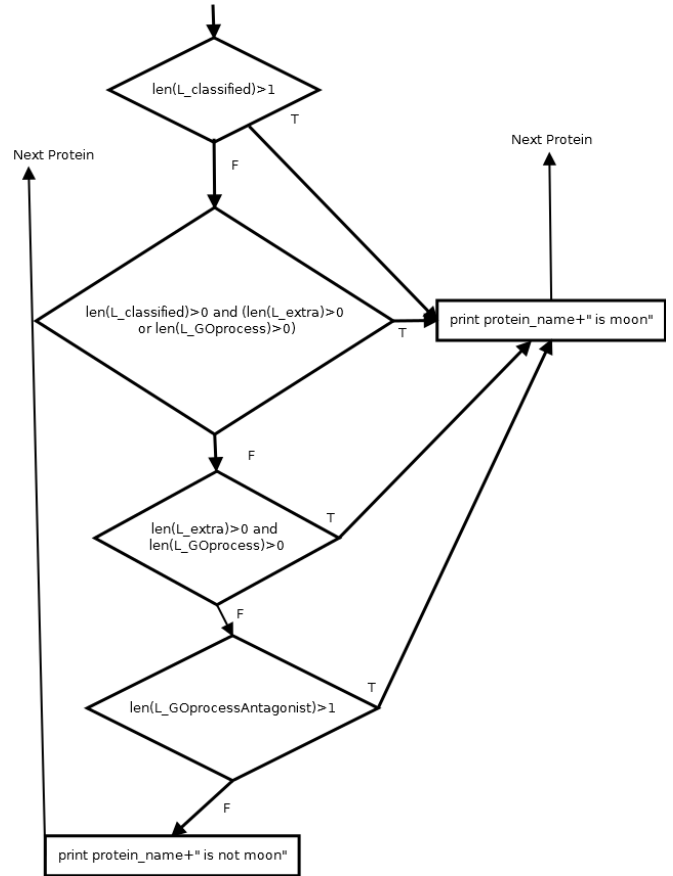 len(L_classified)>1
T
Next Protein
Next Protein
F
len(L_classified)>0 and (len(L_extra)>0
or len(L_GOprocess)>0)
print protein_name+" is moon"
T
F
T
len(L_extra)>0 and
len(L_GOprocess)>0
F
T
len(L_GOprocessAntagonist)>1
F
print protein_name+" is not moon"